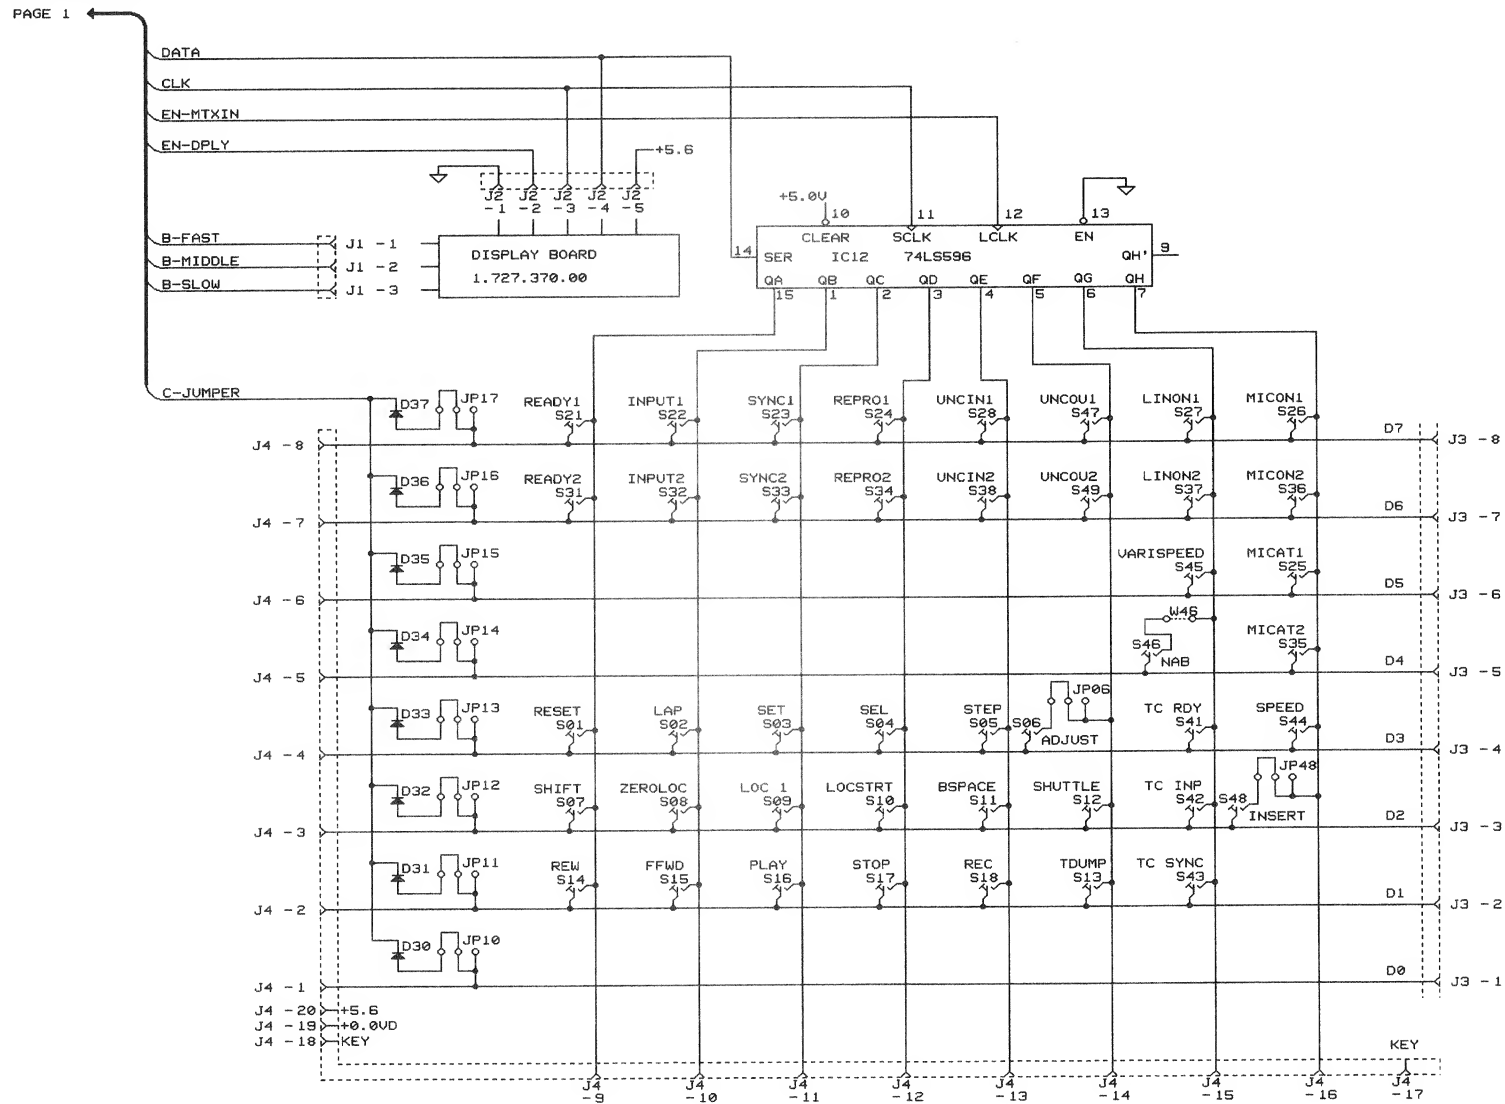 PAGE 1
DATA
CLK
EN-MTXIN
EN-DPLY
+5.6
J2 J2 J2 J2 J2
-1 -2 -3 -4 -5
+5.0V
10 11 12 13
CLEAR SCLK LCLK EN
14 SER IC12 74LS596 QH' 9
QA QB QC QD QE QF QG QH
15 1 2 3 4 5 6 7
B-FAST J1 -1
B-MIDDLE J1 -2
B-SLOW J1 -3
DISPLAY BOARD
1.727.370.00
C-JUMPER
D37 JP17 READY1 INPUT1 SYNC1 REPRO1 UNCIN1 UNCOU1 LINON1 MICON1
S21 S22 S23 S24 S28 S47 S27 S26
J4 -8 D7 J3 -8
D36 JP16 READY2 INPUT2 SYNC2 REPRO2 UNCIN2 UNCOU2 LINON2 MICON2
S31 S32 S33 S34 S38 S49 S37 S36
J4 -7 D6 J3 -7
D35 JP15 VARISPEED MICAT1
S45 S25
J4 -6 D5 J3 -6
W46
D34 JP14 S46 MICAT2
NAB S35
J4 -5 D4 J3 -5
JP06
D33 JP13 RESET LAP SET SEL STEP TC RDY SPEED
S01 S02 S03 S04 S05 S06 S41 S44
ADJUST
J4 -4 D3 J3 -4
JP48
D32 JP12 SHIFT ZEROLOC LOC 1 LOCSTRT BSPACE SHUTTLE TC INP
S07 S08 S09 S10 S11 S12 S42 S48
INSERT
J4 -3 D2 J3 -3
D31 JP11 REW FFWD PLAY STOP REC TDUMP TC SYNC
S14 S15 S16 S17 S18 S13 S43
J4 -2 D1 J3 -2
D30 JP10
J4 -1 D0 J3 -1
J4 -20 +5.6
J4 -19 +0.0VD
J4 -18 KEY
KEY
J4 J4 J4 J4 J4 J4 J4 J4 J4
-9 -10 -11 -12 -13 -14 -15 -16 -17